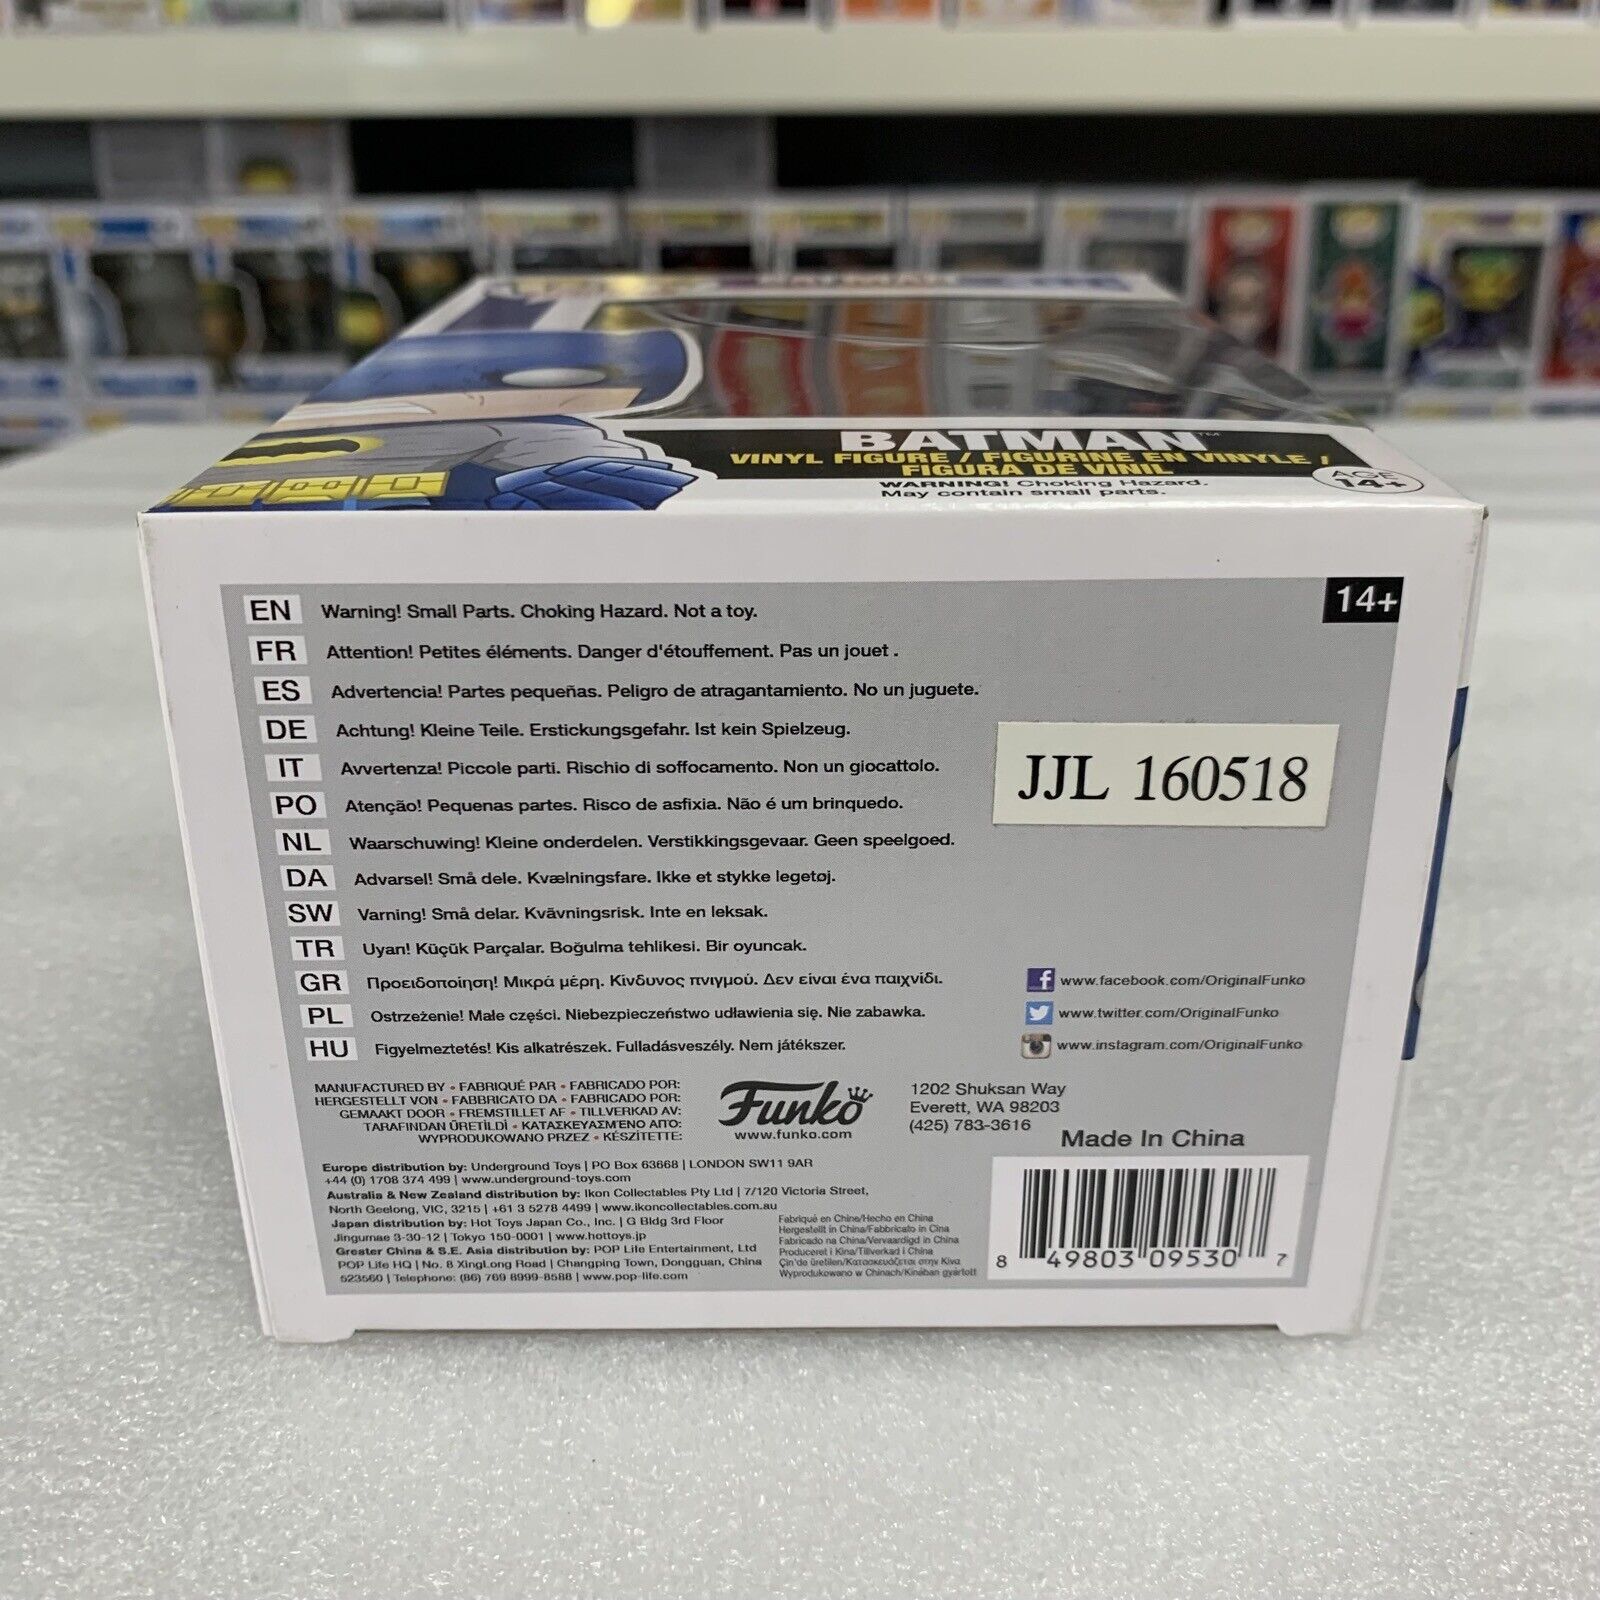 BATMAN
BATMAN™
VINYL FIGURE / FIGURINE EN VINYLE /
FIGURA DE VINIL
WARNING! Choking Hazard.
May contain small parts.
AGE
14+
14+
EN Warning! Small Parts. Choking Hazard. Not a toy.
FR Attention! Petites éléments. Danger d'étouffement. Pas un jouet .
ES Advertencia! Partes pequeñas. Peligro de atragantamiento. No un juguete.
DE Achtung! Kleine Teile. Erstickungsgefahr. Ist kein Spielzeug.
IT Avvertenza! Piccole parti. Rischio di soffocamento. Non un giocattolo.
PO Atenção! Pequenas partes. Risco de asfixia. Não é um brinquedo.
NL Waarschuwing! Kleine onderdelen. Verstikkingsgevaar. Geen speelgoed.
DA Advarsel! Små dele. Kvælningsfare. Ikke et stykke legetøj.
SW Varning! Små delar. Kvävningsrisk. Inte en leksak.
TR Uyan! Küçük Parçalar. Boğulma tehlikesi. Bir oyuncak.
GR Προειδοποίηση! Μικρά μέρη. Κίνδυνος πνιγμού. Δεν είναι ένα παιχνίδι.
PL Ostrzeżenie! Małe części. Niebezpieczeństwo udławienia się. Nie zabawka.
HU Figyelmeztetés! Kis alkatrészek. Fulladásveszély. Nem játékszer.
JJL 160518
www.facebook.com/OriginalFunko
www.twitter.com/OriginalFunko
www.instagram.com/OriginalFunko
MANUFACTURED BY • FABRIQUÉ PAR • FABRICADO POR:
HERGESTELLT VON • FABBRICATO DA • FABRICADO POR:
GEMAAKT DOOR • FREMSTILLET AF • TILLVERKAD AV:
TARAFINDAN ÜRETİLDİ • ΚΑΤΑΣΚΕΥΑΣΜΈΝΟ ΑΠΌ:
WYPRODUKOWANO PRZEZ • KÉSZÍTETTE:
Funko
www.funko.com
1202 Shuksan Way
Everett, WA 98203
(425) 783-3616
Made In China
Europe distribution by: Underground Toys | PO Box 63668 | LONDON SW11 9AR
+44 (0) 1708 374 499 | www.underground-toys.com
Australia & New Zealand distribution by: Ikon Collectables Pty Ltd | 7/120 Victoria Street,
North Geelong, VIC, 3215 | +61 3 5278 4499 | www.ikoncollectables.com.au
Japan distribution by: Hot Toys Japan Co., Inc. | G Bldg 3rd Floor
Jingumae 3-30-12 | Tokyo 150-0001 | www.hottoys.jp
Greater China & S.E. Asia distribution by: POP Life Entertainment, Ltd
POP Life HQ | No. 8 XingLong Road | Changping Town, Dongguan, China
523560 | Telephone: (86) 769 8999-8588 | www.pop-life.com
Fabriqué en Chine/Hecho en China
Hergestellt in China/Fabbricato in Cina
Fabricado na China/Vervaardigd in China
Produceret i Kina/Tillverkad i China
Çin'de üretilen/Κατασκευάζεται στην Κίνα
Wyprodukowano w Chinach/Kínában gyártott
8 49803 09530 7